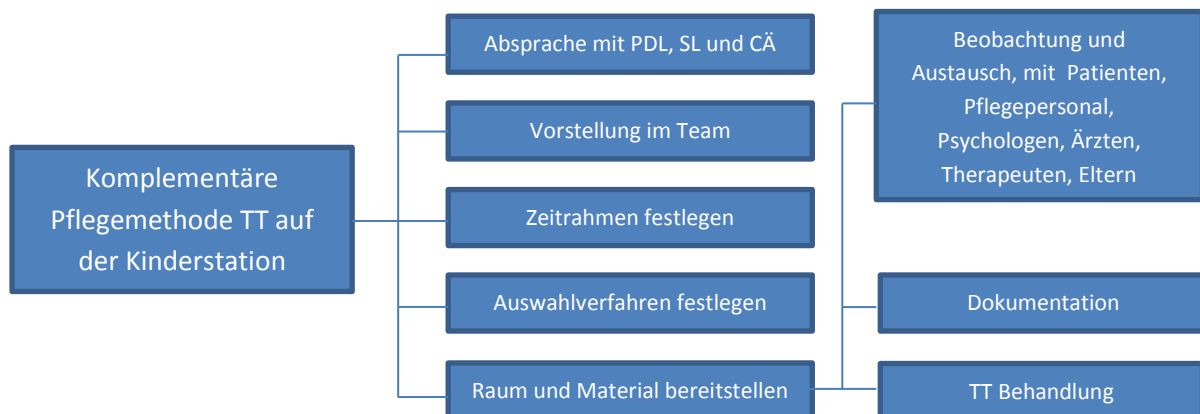 Komplementäre
Pflegemethode TT auf
der Kinderstation
Absprache mit PDL, SL und CÄ
Vorstellung im Team
Zeitrahmen festlegen
Auswahlverfahren festlegen
Raum und Material bereitstellen
Beobachtung und
Austausch, mit Patienten,
Pflegepersonal,
Psychologen, Ärzten,
Therapeuten, Eltern
Dokumentation
TT Behandlung